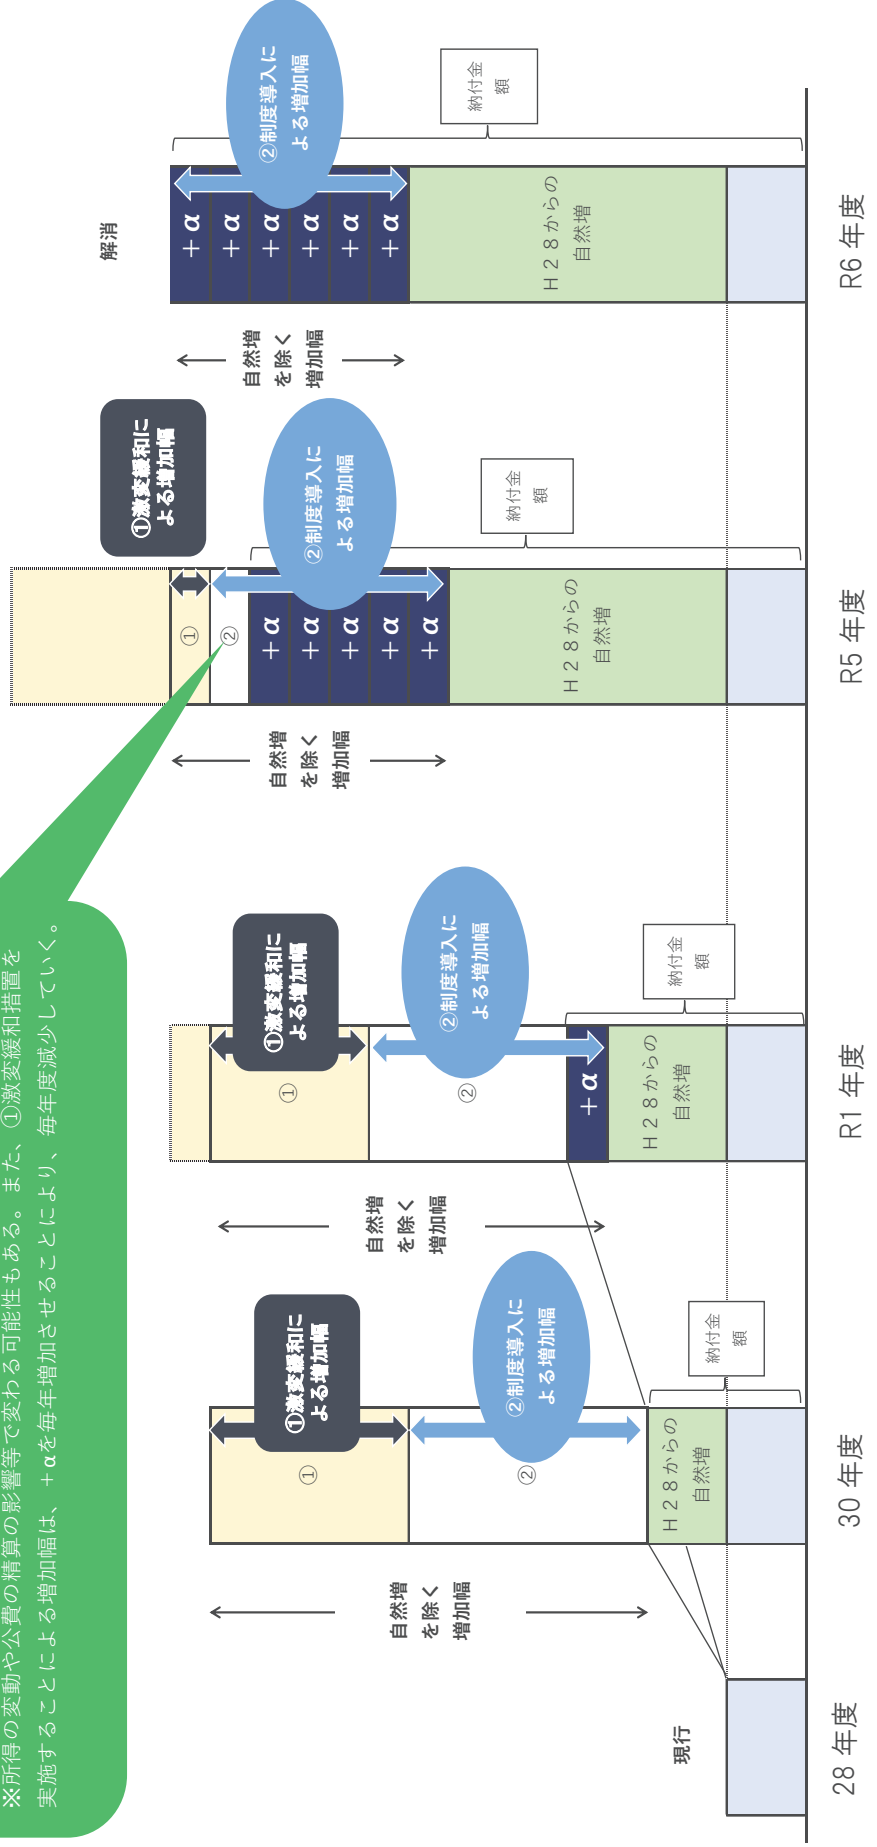 ※所得の変動や公費の精算の影響等で変わる可能性もある。また、①激変緩和措置を
実施することによる増加幅は、+αを毎年増加させることにより、毎年度減少していく。
現行
28 年度
自然増
を除く
増加幅
①激変緩和に
よる増加幅
①
②制度導入に
よる増加幅
②
H28からの
自然増
納付金
額
30 年度
自然増
を除く
増加幅
①激変緩和に
よる増加幅
①
②制度導入に
よる増加幅
②
+α
H28からの
自然増
納付金
額
R1 年度
自然増
を除く
増加幅
①激変緩和に
よる増加幅
①
②
②制度導入に
よる増加幅
+α
+α
+α
+α
+α
H28からの
自然増
納付金
額
R5 年度
解消
自然増
を除く
増加幅
②制度導入に
よる増加幅
+α
+α
+α
+α
+α
+α
H28からの
自然増
納付金
額
R6 年度